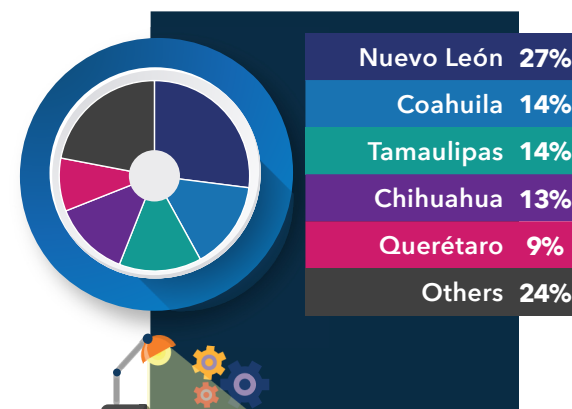 Nuevo León 27%
Coahuila 14%
Tamaulipas 14%
Chihuahua 13%
Querétaro 9%
Others 24%